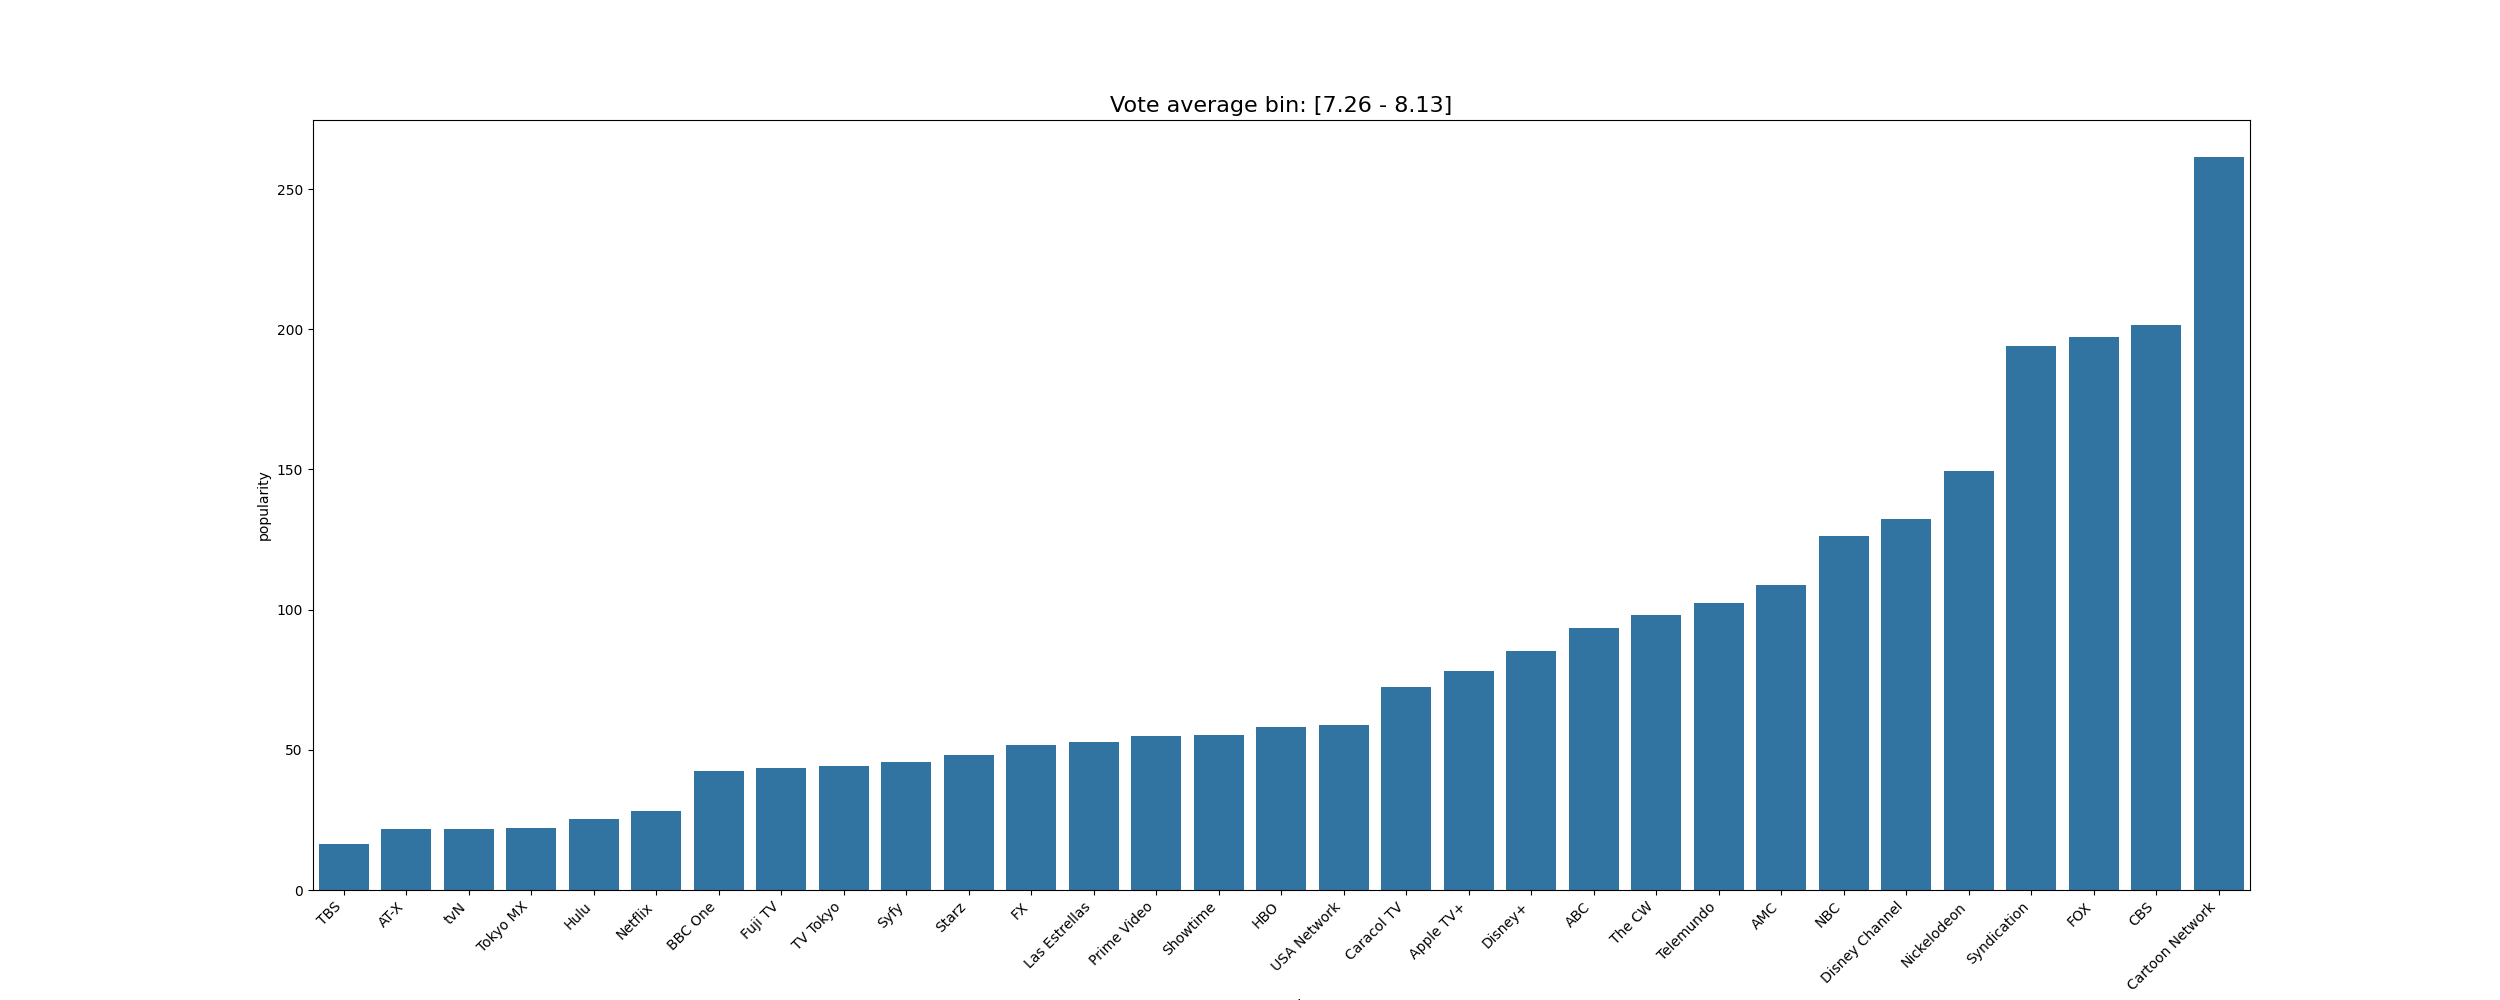 Vote average bin: [7.26 - 8.13]
popularity
250
200
150
100
50
0
TBS
AT-X
tvN
Tokyo MX
Hulu
Netflix
BBC One
Fuji TV
TV Tokyo
Syfy
Starz
FX
Las Estrellas
Prime Video
Showtime
HBO
USA Network
Caracol TV
Apple TV+
Disney+
ABC
The CW
Telemundo
AMC
NBC
Disney Channel
Nickelodeon
Syndication
FOX
CBS
Cartoon Network